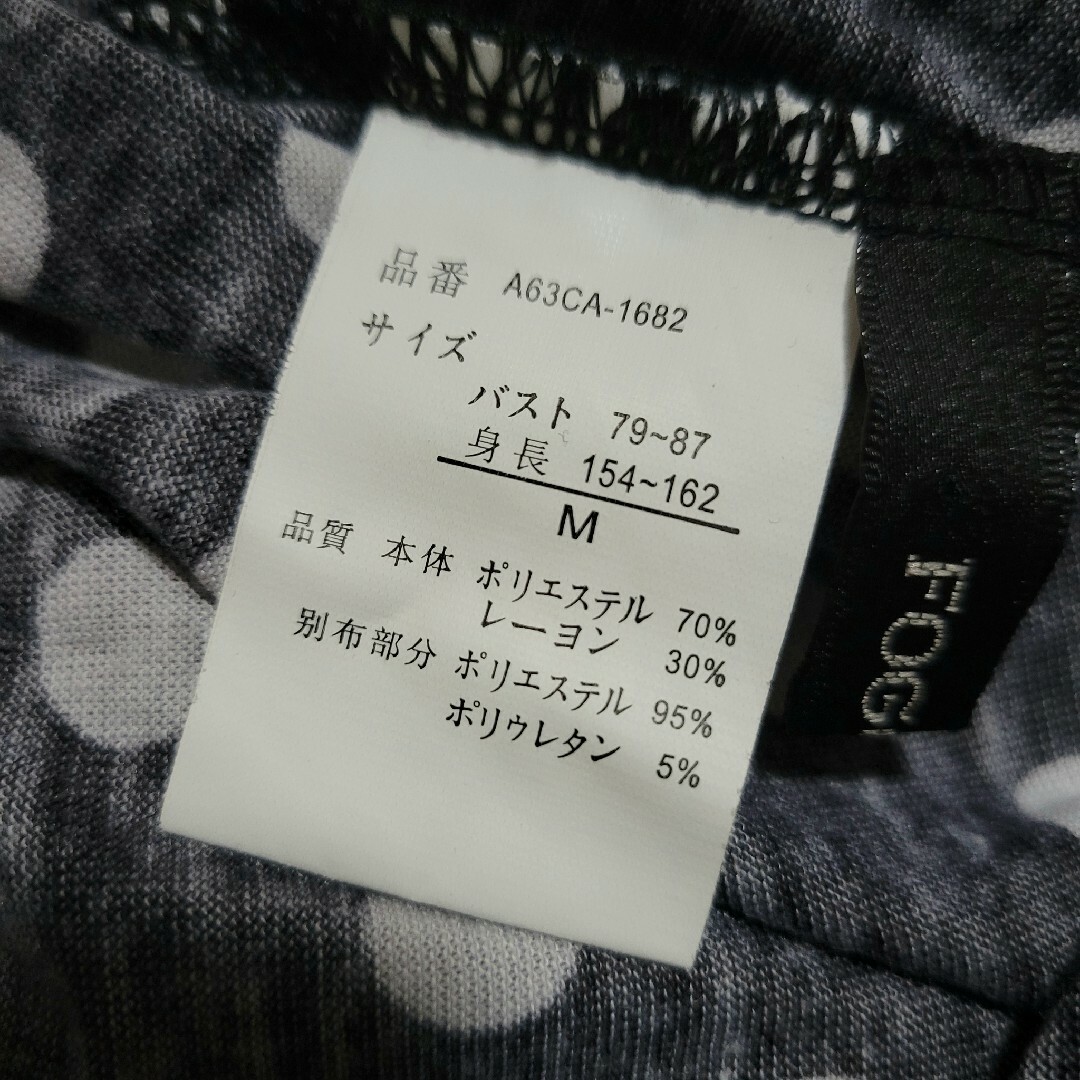 品番 A63CA-1682
サイズ
バスト 79~87
身長 154~162
M
品質 本体 ポリエステル 70%
レーヨン 30%
別布部分 ポリエステル 95%
ポリゥレタン 5%
FOG